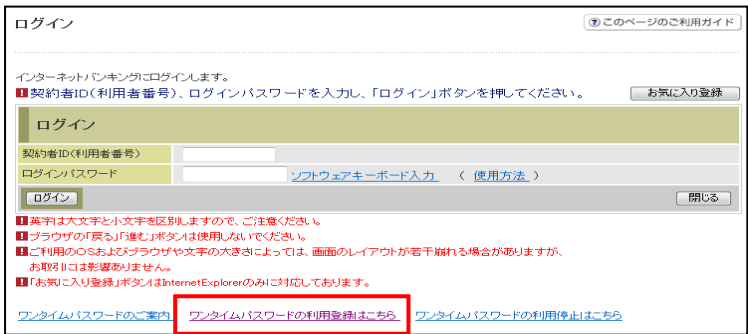 ログイン
?このページのご利用ガイド
インターネットバンキングにログインします。
!!契約者ID(利用者番号)、ログインパスワードを入力し、「ログイン」ボタンを押してください。
お気に入り登録
ログイン
契約者ID(利用者番号)
ログインパスワード ソフトウェアキーボード入力 ( 使用方法 )
ログイン 閉じる
!!英字は大文字と小文字を区別しますので、ご注意ください。
!!ブラウザの「戻る」「進む」ボタンは使用しないでください。
!!ご利用のOSおよびブラウザや文字の大きさによっては、画面のレイアウトが若干崩れる場合がありますが、
お取引には影響ありません。
!!「お気に入り登録」ボタンはInternetExplorerのみに対応しております。
ワンタイムパスワードのご案内 ワンタイムパスワードの利用登録はこちら ワンタイムパスワードの利用停止はこちら